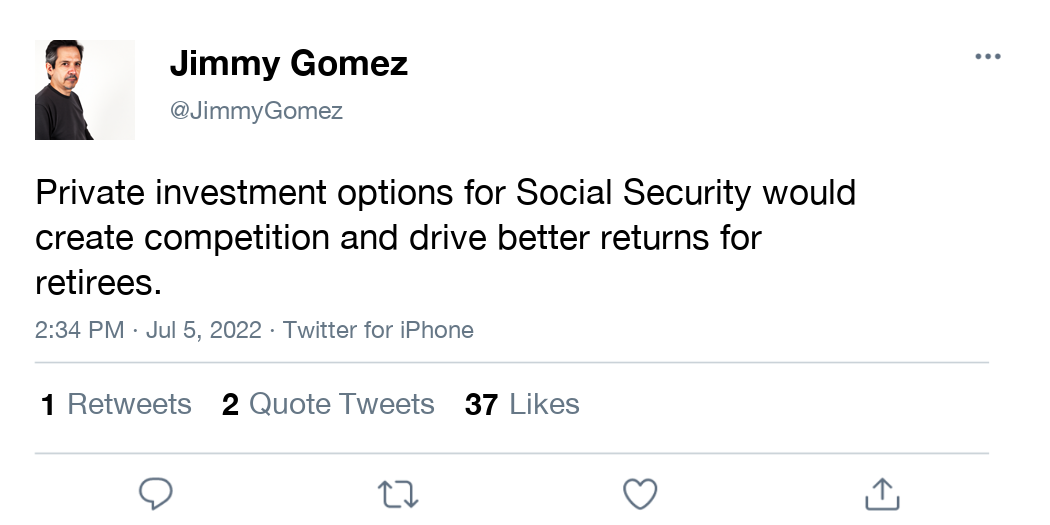 Jimmy Gomez
@JimmyGomez
Private investment options for Social Security would
create competition and drive better returns for
retirees.
2:34 PM · Jul 5, 2022 · Twitter for iPhone
1 Retweets 2 Quote Tweets 37 Likes